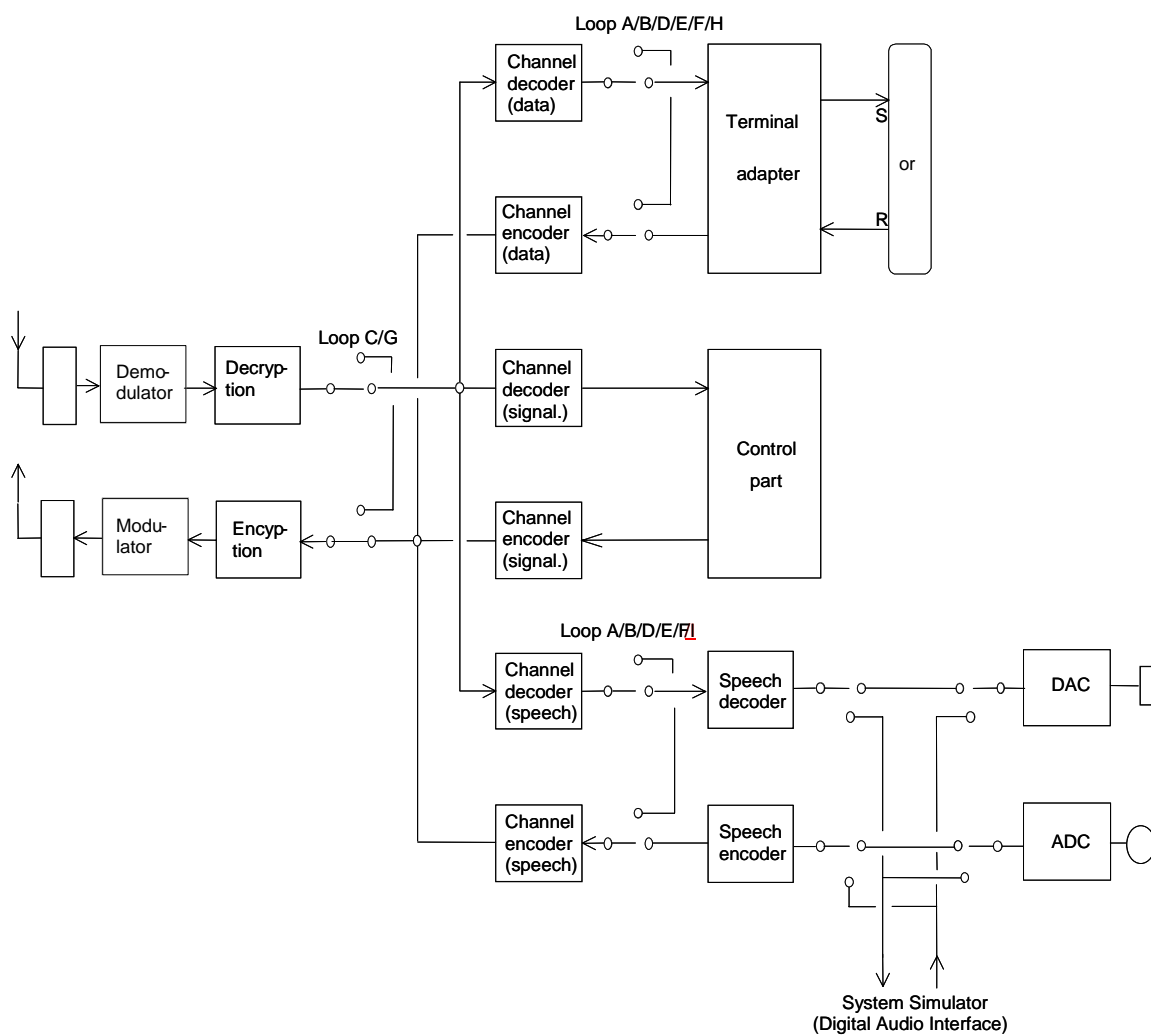 Loop A/B/D/E/F/H
Channel
decoder
(data)
Terminal
adapter
S
or
R
Channel
encoder
(data)
Loop C/G
Demo-
dulator
Decryp-
tion
Channel
decoder
(signal.)
Control
part
Modu-
lator
Encyp-
tion
Channel
encoder
(signal.)
Loop A/B/D/E/F/I
Channel
decoder
(speech)
Speech
decoder
DAC
Channel
encoder
(speech)
Speech
encoder
ADC
System Simulator
(Digital Audio Interface)